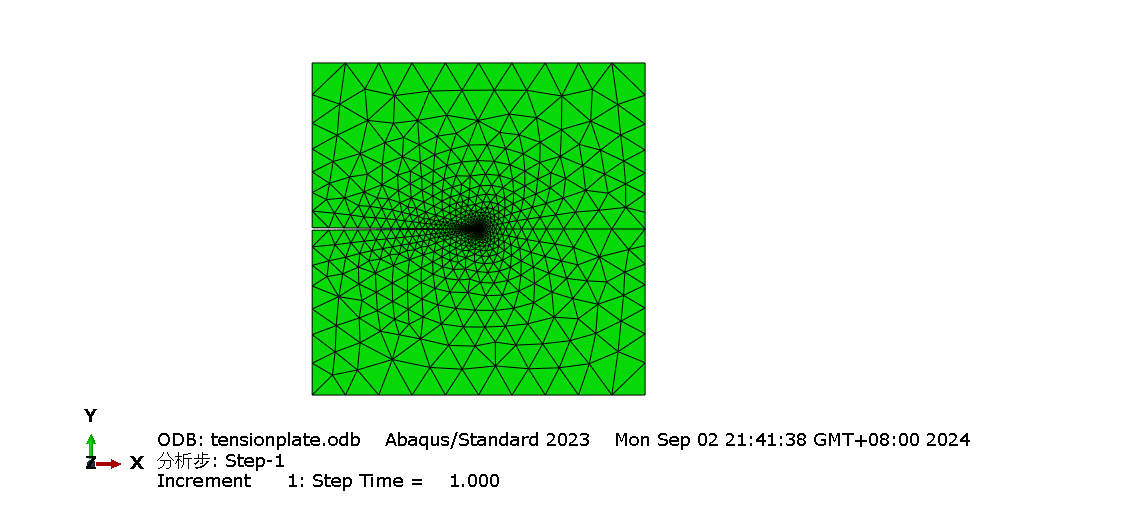 Y
Z X
ODB: tensionplate.odb Abaqus/Standard 2023 Mon Sep 02 21:41:38 GMT+08:00 2024
分析步: Step-1
Increment 1: Step Time = 1.000